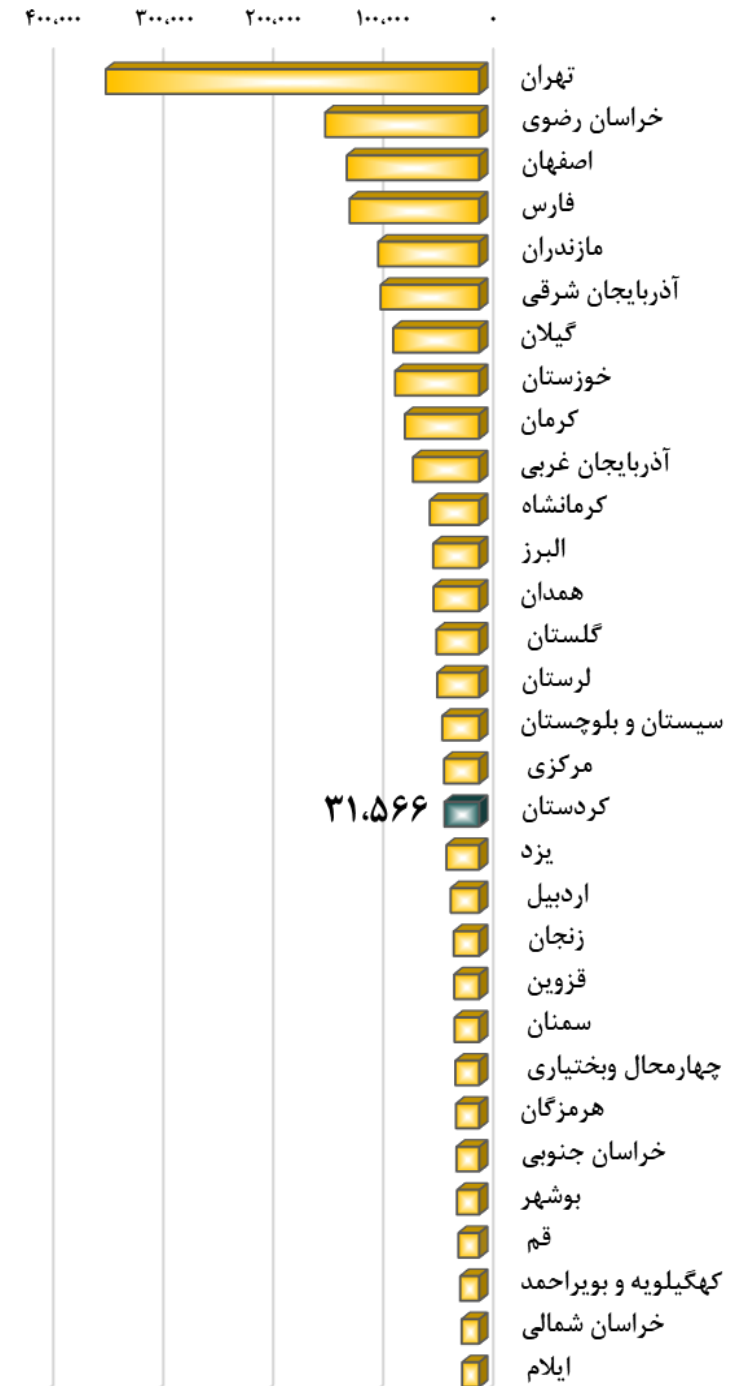 ۴۰۰،۰۰۰ ۳۰۰،۰۰۰ ۲۰۰،۰۰۰ ۱۰۰،۰۰۰ ۰
تهران
خراسان رضوی
اصفهان
فارس
مازندران
آذربایجان شرقی
گیلان
خوزستان
کرمان
آذربایجان غربی
کرمانشاه
البرز
همدان
گلستان
لرستان
سیستان و بلوچستان
مرکزی
کردستان ۳۱،۵۶۶
یزد
اردبیل
زنجان
قزوین
سمنان
چهارمحال وبختیاری
هرمزگان
خراسان جنوبی
بوشهر
قم
کهگیلویه و بویراحمد
خراسان شمالی
ایلام